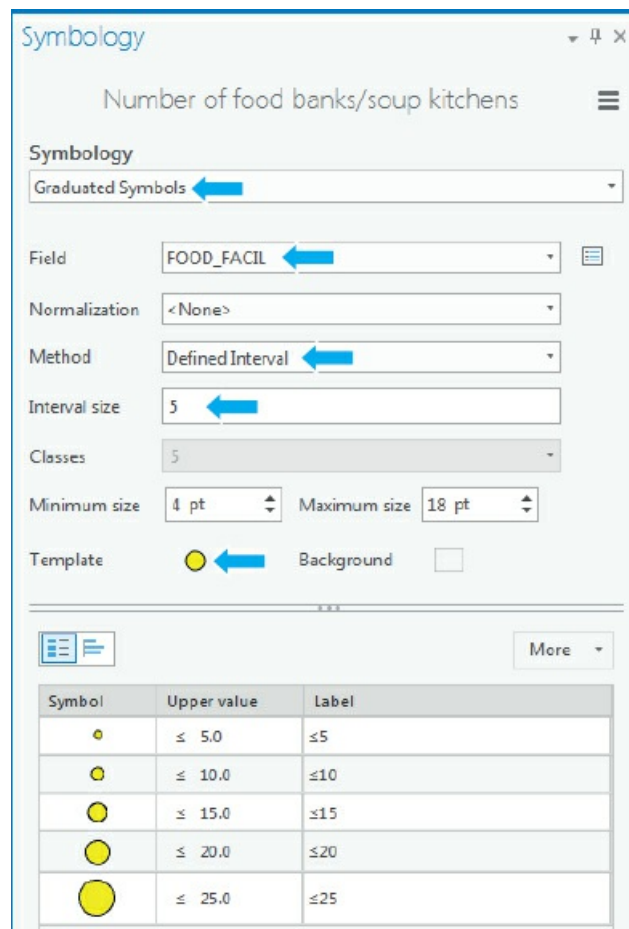 Symbology
Number of food banks/soup kitchens
Symbology
Graduated Symbols
Field FOOD_FACIL
Normalization <None>
Method Defined Interval
Interval size 5
Classes 5
Minimum size 4 pt Maximum size 18 pt
Template Background
More
Symbol Upper value Label
≤ 5.0 ≤5
≤ 10.0 ≤10
≤ 15.0 ≤15
≤ 20.0 ≤20
≤ 25.0 ≤25